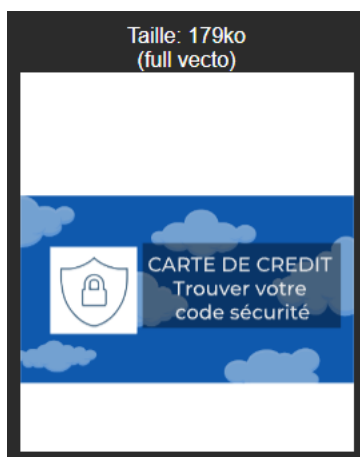 Taille: 179ko
(full vecto)
CARTE DE CREDIT
Trouver votre
code sécurité